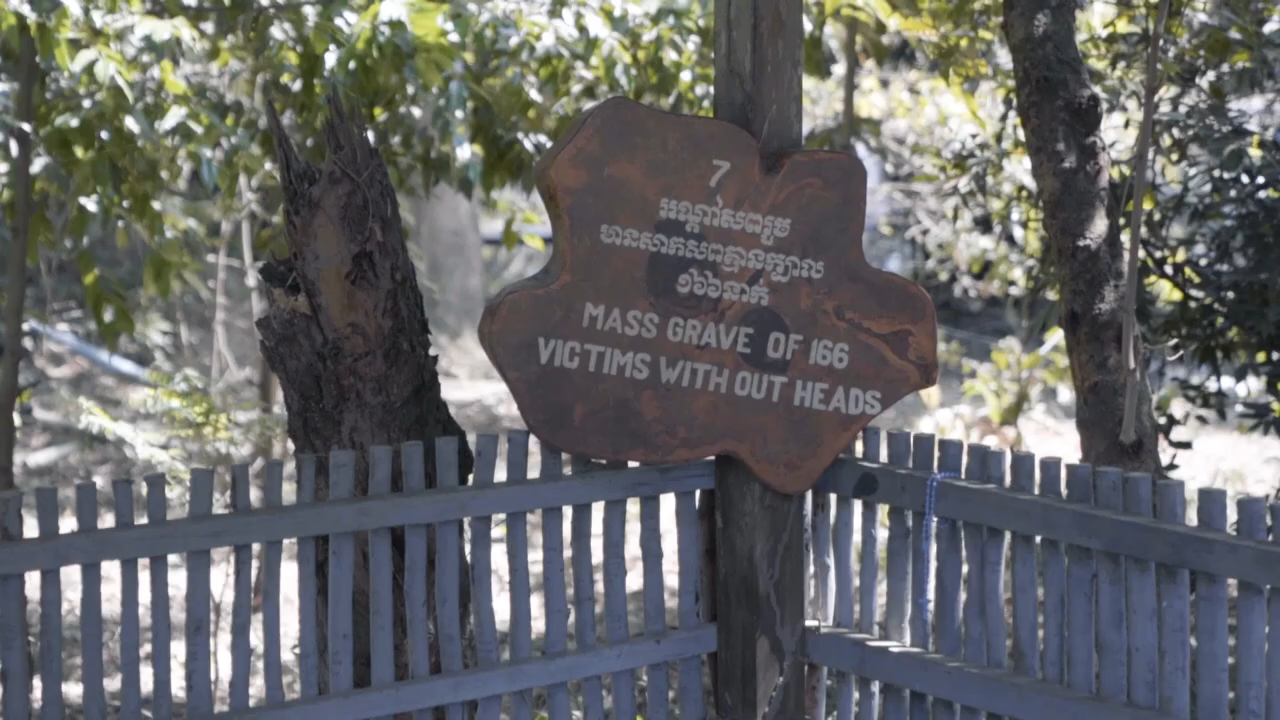 7
រណ្តៅសពរួម
មានសាកសពគ្មានក្បាល
១៦៦នាក់
MASS GRAVE OF 166
VICTIMS WITH OUT HEADS